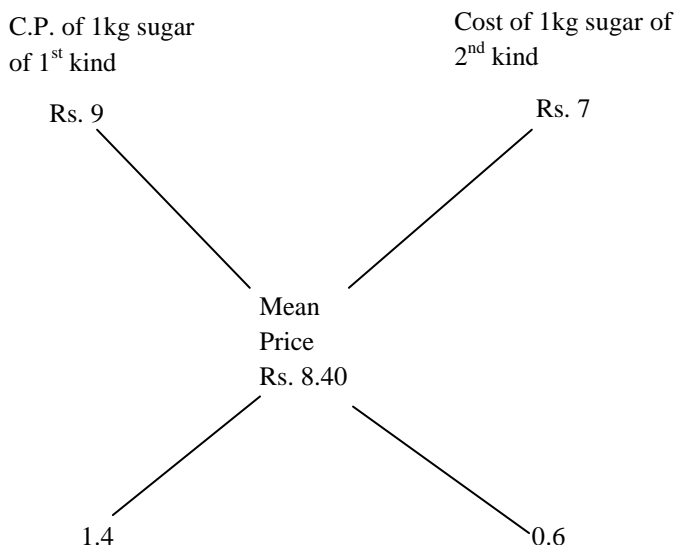 C.P. of 1kg sugar
of 1st kind
Cost of 1kg sugar of
2nd kind
Rs. 9
Rs. 7
Mean
Price
Rs. 8.40
1.4
0.6